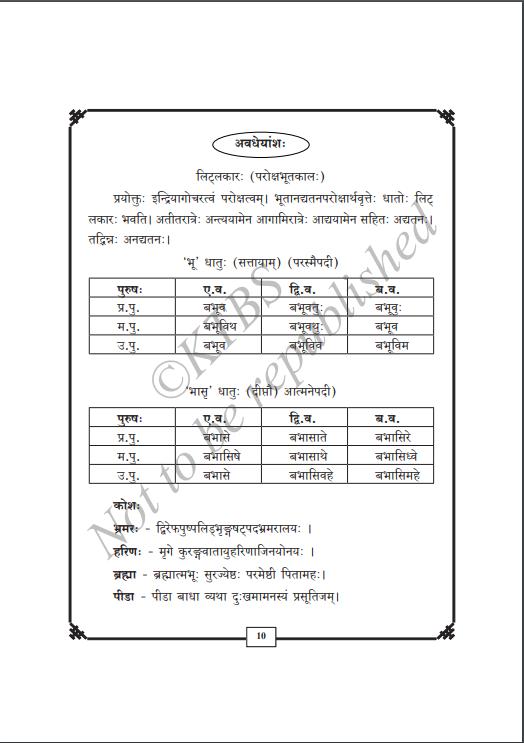 अवधेयांशः
लिट्लकारः (परोक्षभूतकालः)
प्रयोक्तुः इन्द्रियागोचरत्वं परोक्षत्वम्। भूतानद्यतनपरोक्षार्थवृत्तेः धातोः लिट्
लकारः भवति। अतीतरात्रेः अन्त्ययामेन आगामिरात्रेः आद्ययामेन सहितः अद्यतनः।
तद्भिन्नः अनद्यतनः।
'भू' धातुः (सत्तायाम्) (परस्मैपदी)
पुरुषः ए.व. द्वि.व. ब.व.
प्र.पु. बभूव बभूवतुः बभूवुः
म.पु. बभूविथ बभूवथुः बभूव
उ.पु. बभूव बभूविव बभूविम
'भासृ' धातुः (दीप्तौ) आत्मनेपदी)
पुरुषः ए.व. द्वि.व. ब.व.
प्र.पु. बभासे बभासाते बभासिरे
म.पु. बभासिषे बभासाथे बभासिध्वे
उ.पु. बभासे बभासिवहे बभासिमहे
कोशः
भ्रमरः - द्विरेफपुष्पलिड्भृङ्गषट्पदभ्रमरालयः ।
हरिणः - मृगे कुरङ्गवातायुहरिणाजिनयोनयः ।
ब्रह्मा - ब्रह्मात्मभूः सुरज्येष्ठः परमेष्ठी पितामहः।
पीडा - पीडा बाधा व्यथा दुःखमामनस्यं प्रसूतिजम्।
10
©KTBS
Not to be republished